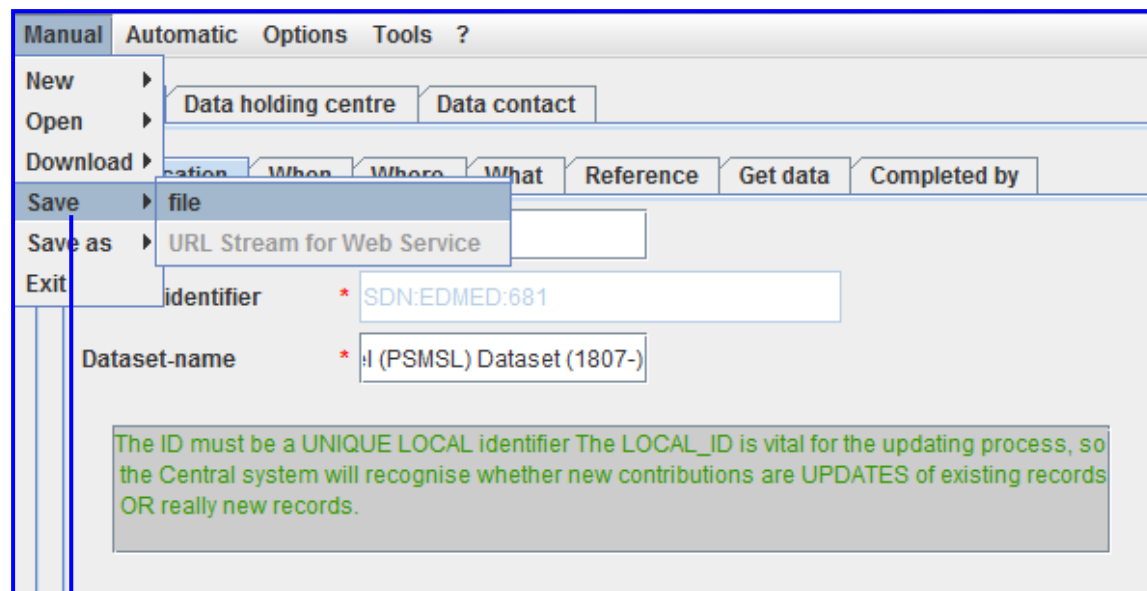 Manual Automatic Options Tools ?
New
Data holding centre Data contact
Open
Download
When Where What Reference Get data Completed by
Save file
Save as URL Stream for Web Service
Exit
identifier * SDN:EDMED:681
Dataset-name * (PSMSL) Dataset (1807-)
The ID must be a UNIQUE LOCAL identifier The LOCAL_ID is vital for the updating process, so
the Central system will recognise whether new contributions are UPDATES of existing records
OR really new records.